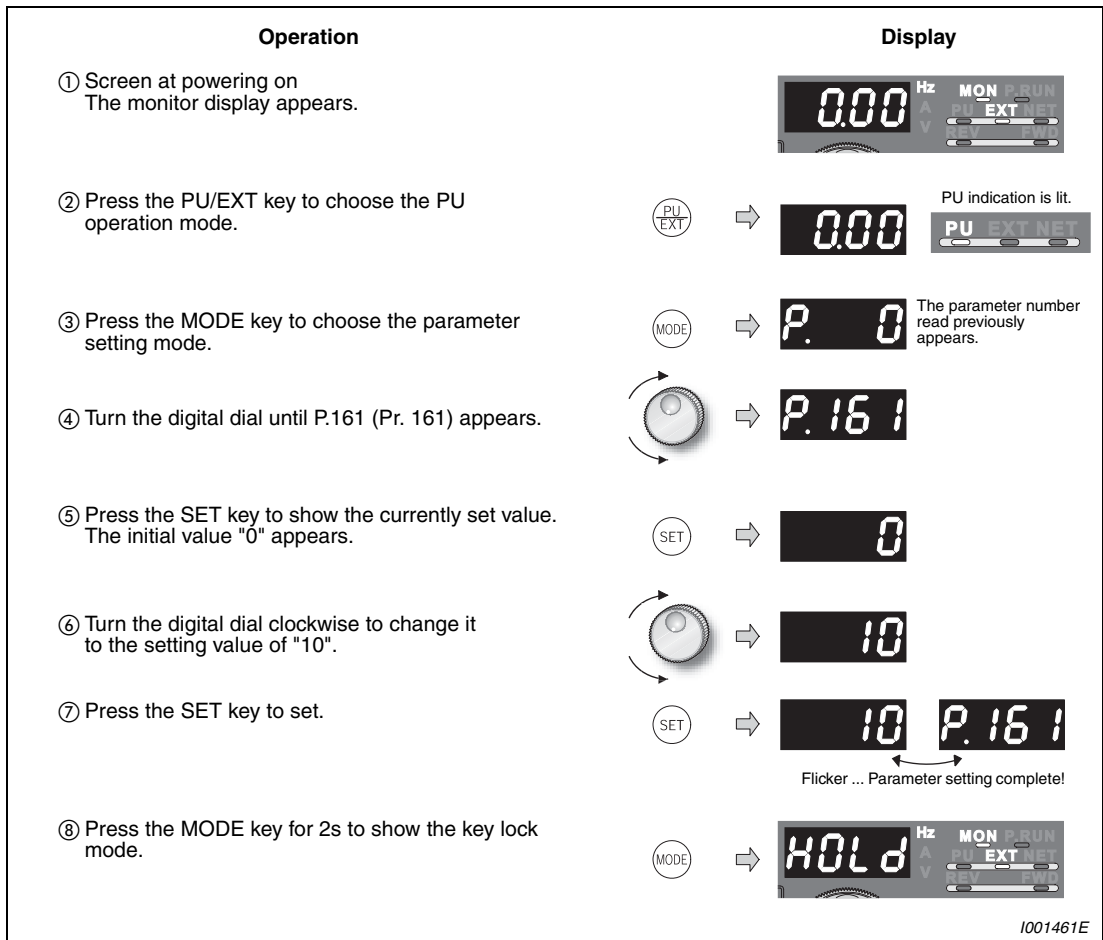 Operation
Display
① Screen at powering on
The monitor display appears.
0.00
Hz
A
V
MON P.RUN
PU EXT NET
REV FWD
② Press the PU/EXT key to choose the PU
operation mode.
PU
EXT
0.00
PU indication is lit.
PU EXT NET
③ Press the MODE key to choose the parameter
setting mode.
MODE
P. 0
The parameter number
read previously
appears.
④ Turn the digital dial until P.161 (Pr. 161) appears.
P.161
⑤ Press the SET key to show the currently set value.
The initial value "0" appears.
SET
0
⑥ Turn the digital dial clockwise to change it
to the setting value of "10".
10
⑦ Press the SET key to set.
SET
10
P.161
Flicker ... Parameter setting complete!
⑧ Press the MODE key for 2s to show the key lock
mode.
MODE
HOLd
Hz
A
V
MON P.RUN
PU EXT NET
REV FWD
I001461E